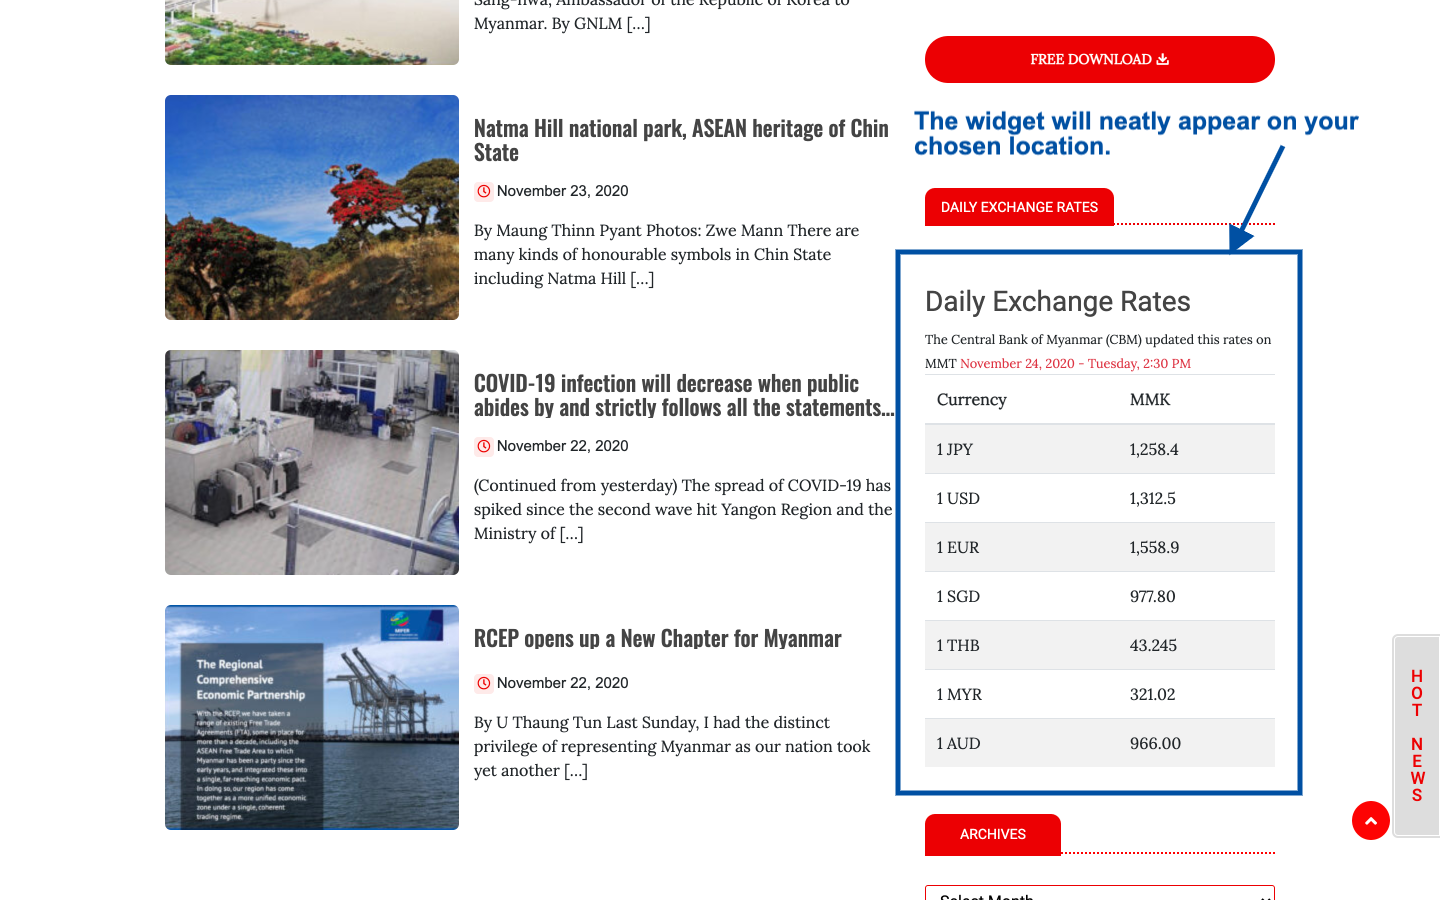 Sang-hwa, Ambassador of the Republic of Korea to
Myanmar. By GNLM [...]
Natma Hill national park, ASEAN heritage of Chin
State
November 23, 2020
By Maung Thinn Pyant Photos: Zwe Mann There are
many kinds of honourable symbols in Chin State
including Natma Hill [...]
COVID-19 infection will decrease when public
abides by and strictly follows all the statements...
November 22, 2020
(Continued from yesterday) The spread of COVID-19 has
spiked since the second wave hit Yangon Region and the
Ministry of [...]
The Regional
Comprehensive
Economic Partnership
With the RCEP, we have taken a
range of existing Free Trade
Agreements (FTA), some in place for
more than a decade, including the
ASEAN Free Trade Area to which
Myanmar has been a party since the
early years, and integrated these into
a single, far-reaching economic pact.
In doing so, our region has come
together as a more unified economic
zone under a single, coherent
trading regime.
RCEP opens up a New Chapter for Myanmar
November 22, 2020
By U Thaung Tun Last Sunday, I had the distinct
privilege of representing Myanmar as our nation took
yet another [...]
FREE DOWNLOAD
The widget will neatly appear on your
chosen location.
DAILY EXCHANGE RATES
Daily Exchange Rates
The Central Bank of Myanmar (CBM) updated this rates on
MMT November 24, 2020 - Tuesday, 2:30 PM
Currency MMK
1 JPY 1,258.4
1 USD 1,312.5
1 EUR 1,558.9
1 SGD 977.80
1 THB 43.245
1 MYR 321.02
1 AUD 966.00
ARCHIVES
Select Month
HOT NEWS